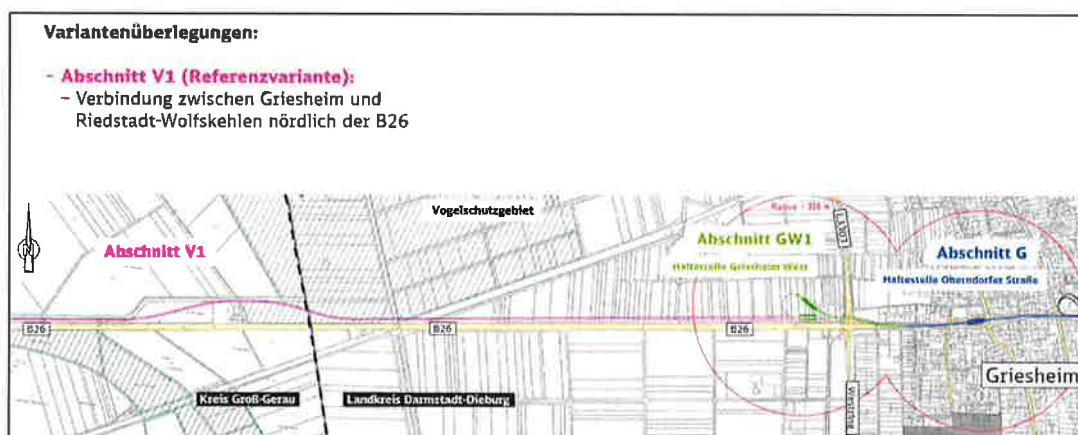 Variantenüberlegungen:
- Abschnitt V1 (Referenzvariante):
– Verbindung zwischen Griesheim und
Riedstadt-Wolfskehlen nördlich der B26
Vogelschutzgebiet
Abschnitt V1
Abschnitt GW1
Haltestelle Griesheim West
L3303
Abschnitt G
Haltestelle Oberndorfer Straße
B26
B26
B26
Griesheim
Kreis Groß-Gerau
Landkreis Darmstadt-Dieburg